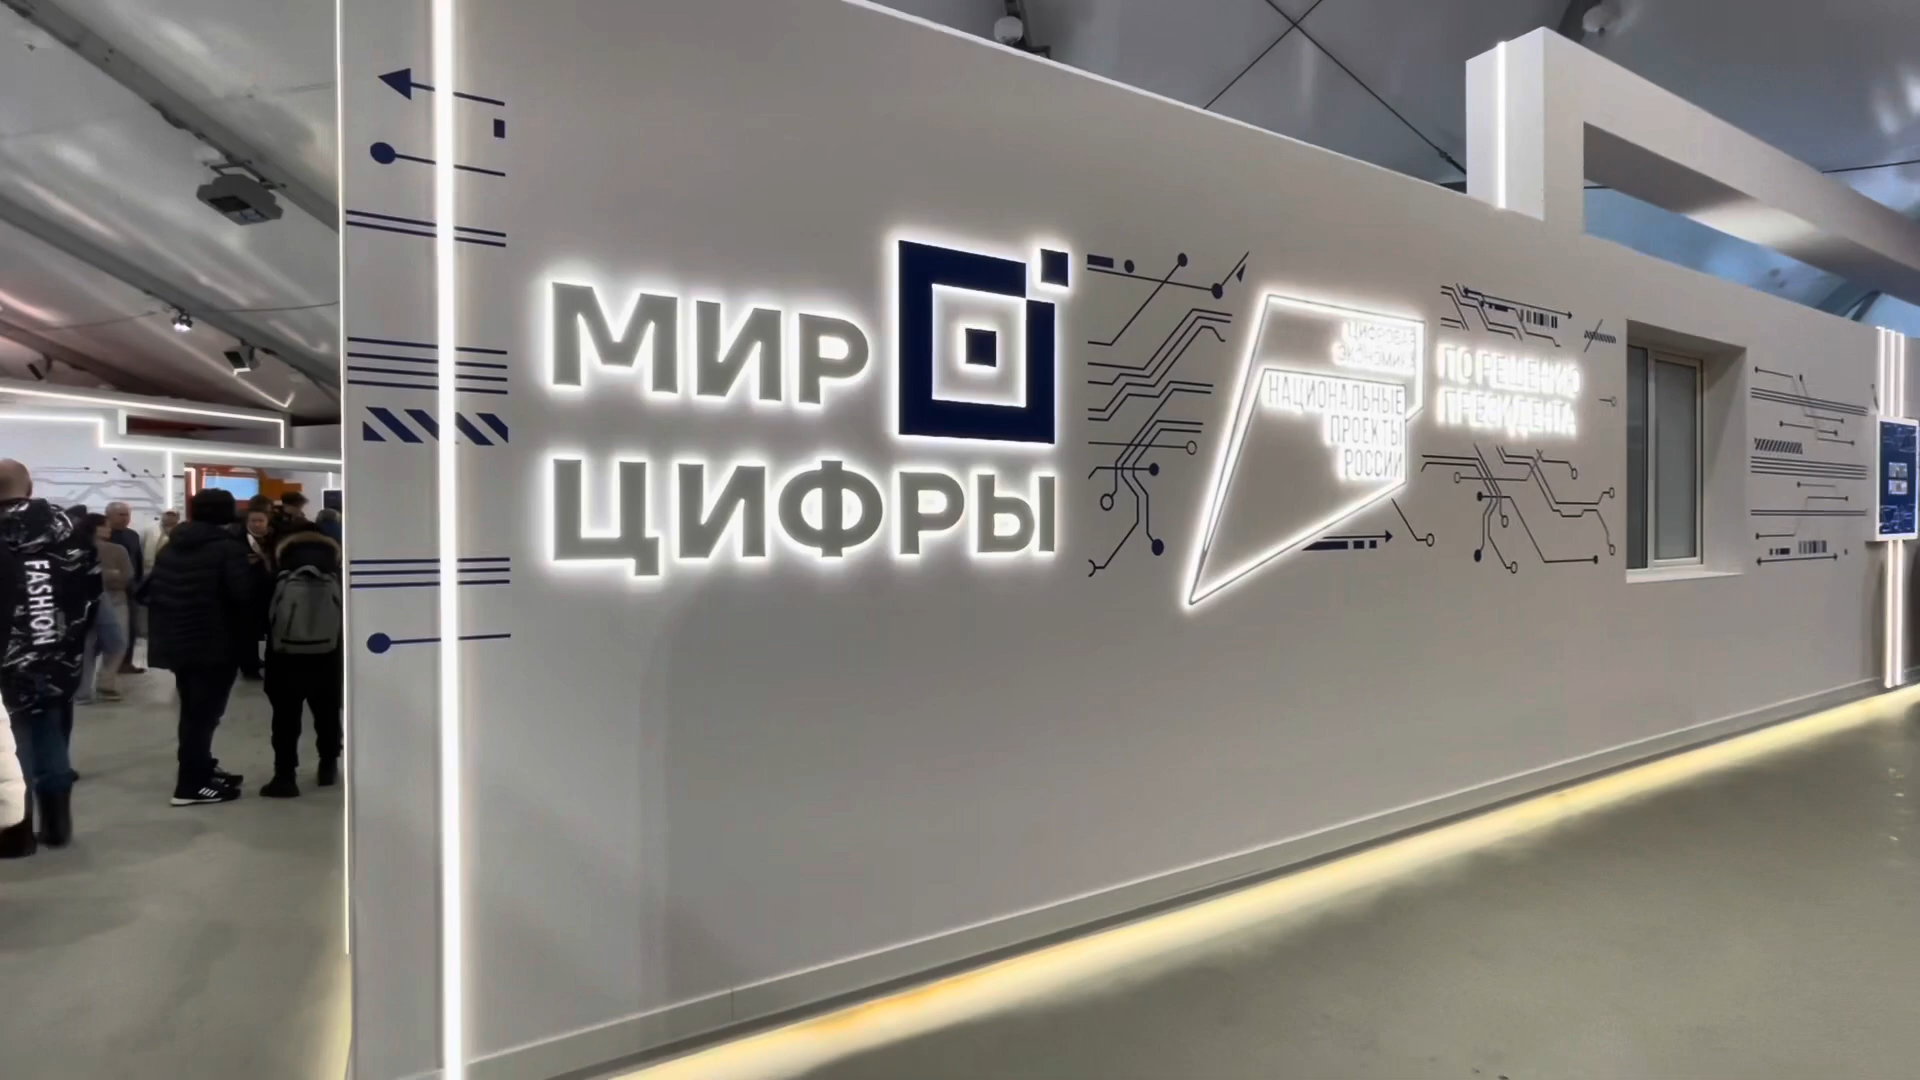 FASHION
МИР
ЦИФРЫ
ЦИФРОВАЯ
ЭКОНОМИКА
НАЦИОНАЛЬНЫЕ
ПРОЕКТЫ
РОССИИ
ПО РЕШЕНИЮ
ПРЕЗИДЕНТА